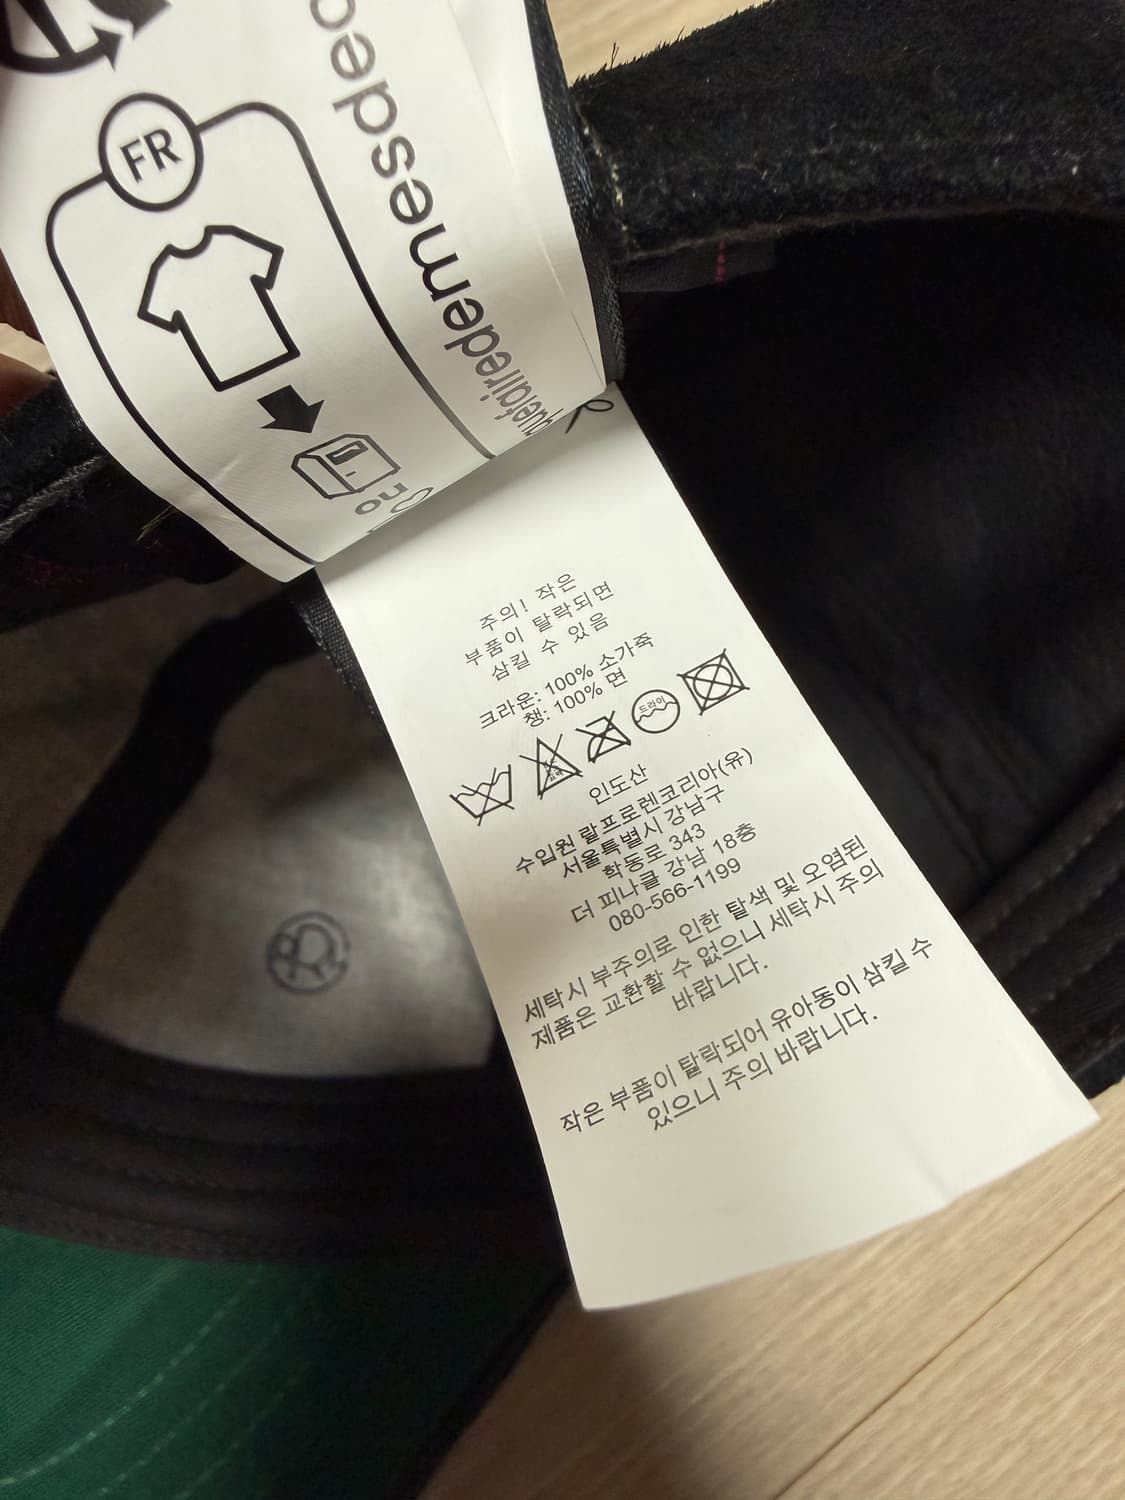 FR
quefairedemesdec
ou
주의! 작은
부품이 탈락되면
삼킬 수 있음
크라운: 100% 소가죽
챙: 100% 면
드라이
인도산
수입원 랄프로렌코리아(유)
서울특별시 강남구
학동로 343
더 피나클 강남 18층
080-566-1199
세탁시 부주의로 인한 탈색 및 오염된
제품은 교환할 수 없으니 세탁시 주의
바랍니다.
작은 부품이 탈락되어 유아동이 삼킬 수
있으니 주의 바랍니다.